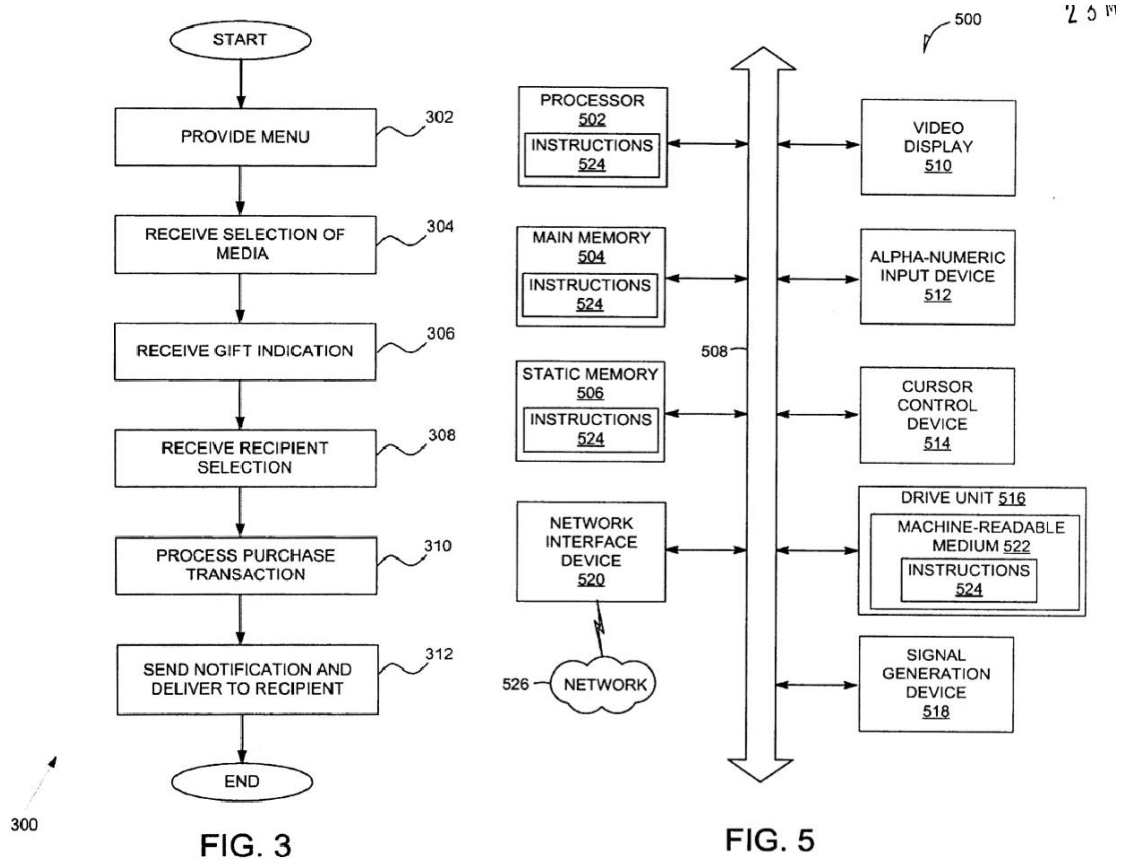 START
PROVIDE MENU
302
RECEIVE SELECTION OF
MEDIA
304
RECEIVE GIFT INDICATION
306
RECEIVE RECIPIENT
SELECTION
308
PROCESS PURCHASE
TRANSACTION
310
SEND NOTIFICATION AND
DELIVER TO RECIPIENT
312
END
300
FIG. 3
500
PROCESSOR
502
INSTRUCTIONS
524
VIDEO
DISPLAY
510
MAIN MEMORY
504
INSTRUCTIONS
524
ALPHA-NUMERIC
INPUT DEVICE
512
508
STATIC MEMORY
506
INSTRUCTIONS
524
CURSOR
CONTROL
DEVICE
514
NETWORK
INTERFACE
DEVICE
520
DRIVE UNIT 516
MACHINE-READABLE
MEDIUM 522
INSTRUCTIONS
524
526
NETWORK
SIGNAL
GENERATION
DEVICE
518
FIG. 5